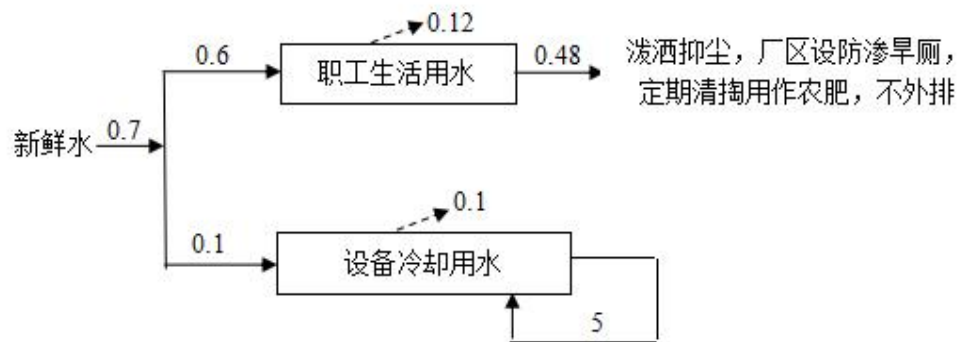 0.12
0.6
职工生活用水
0.48
泼洒抑尘，厂区设防渗旱厕，
定期清掏用作农肥，不外排
新鲜水
0.7
0.1
0.1
设备冷却用水
5